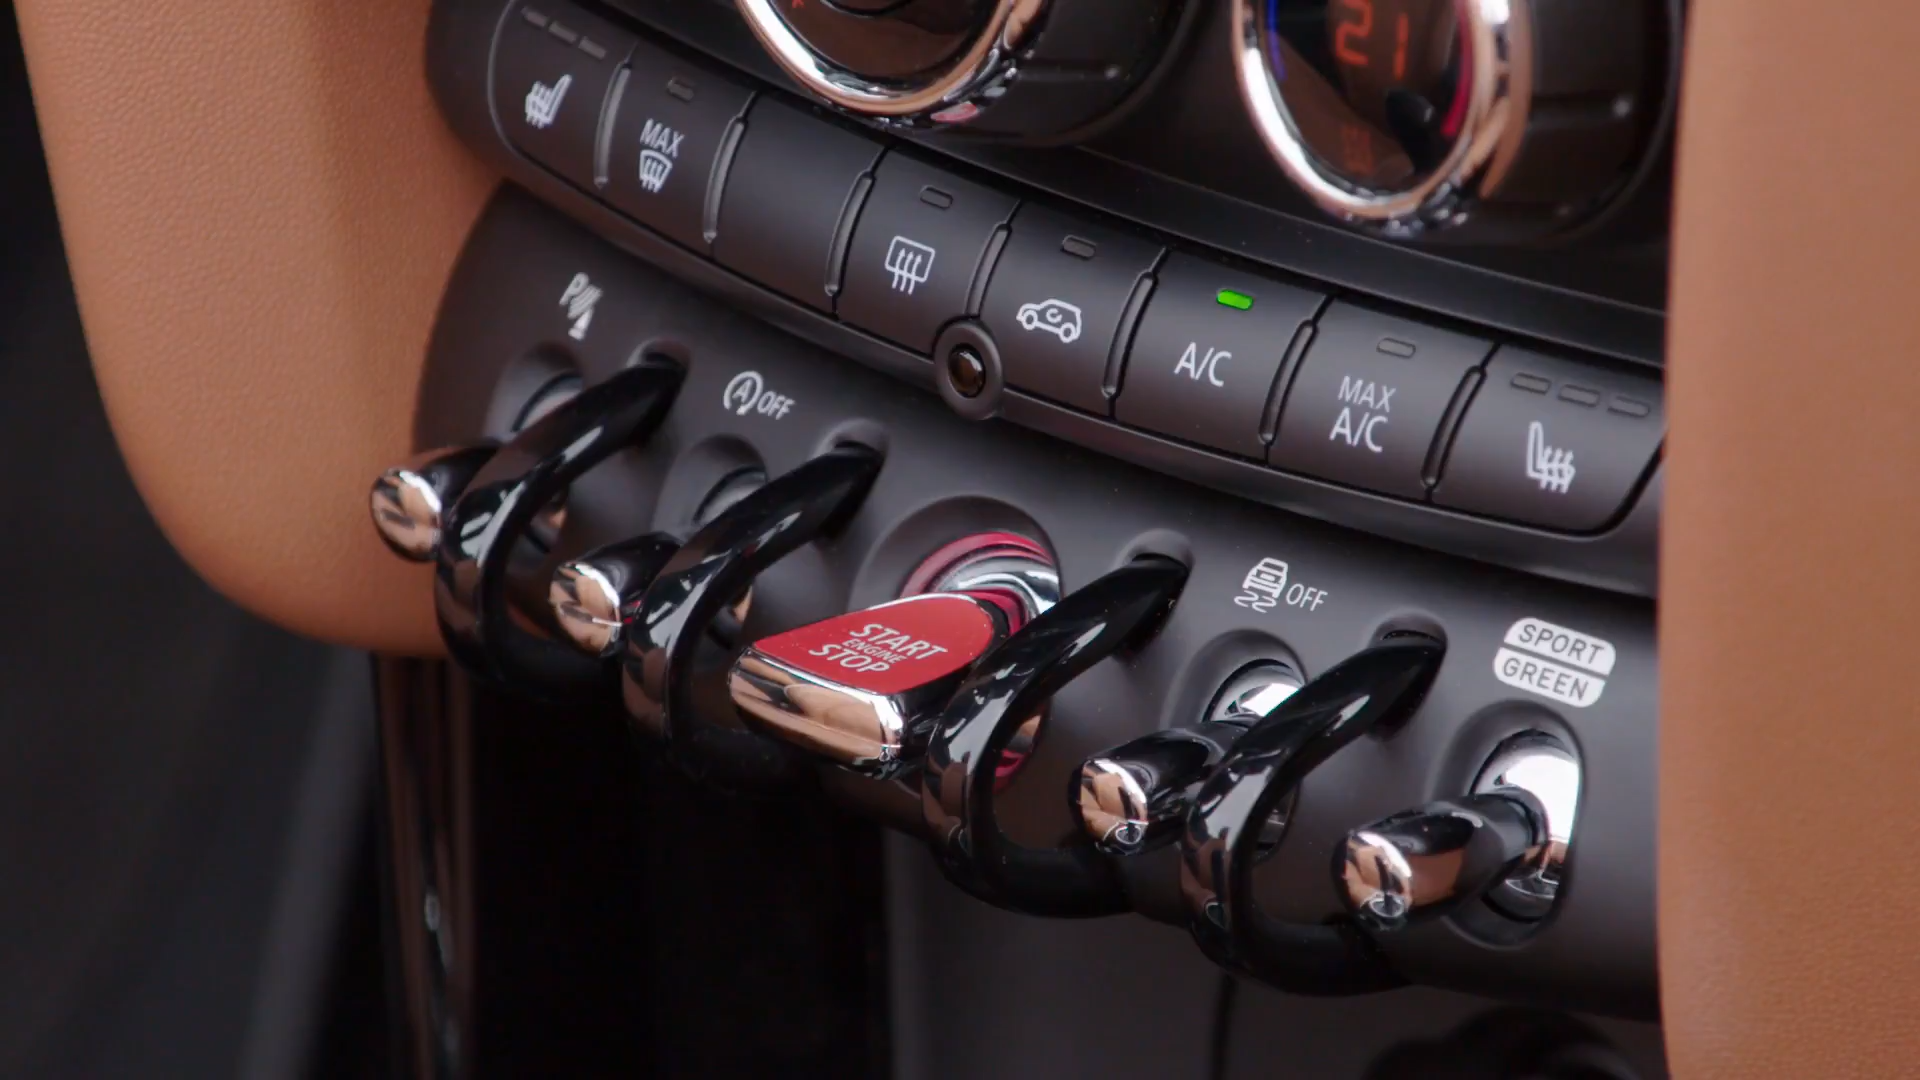 21
MAX
A/C
MAX
A/C
P
A OFF
OFF
START
ENGINE
STOP
SPORT
GREEN